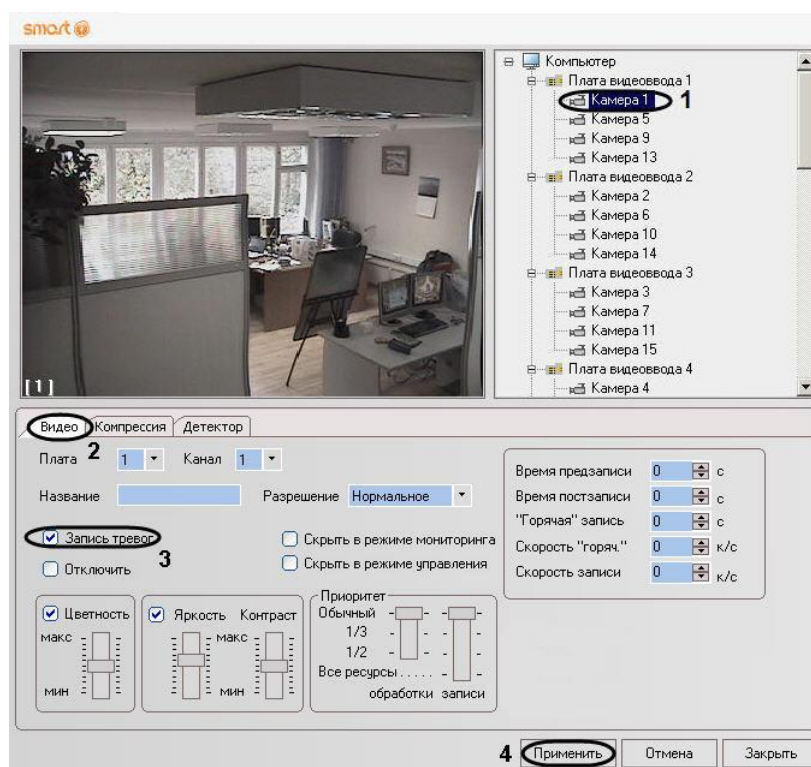 smart
Компьютер
Плата видеоввода 1
Камера 1
1
Камера 5
Камера 9
Камера 13
Плата видеоввода 2
Камера 2
Камера 6
Камера 10
Камера 14
Плата видеоввода 3
Камера 3
Камера 7
Камера 11
Камера 15
Плата видеоввода 4
Камера 4
[1]
Видео Компрессия Детектор
2
Плата 1 Канал 1
Название Разрешение Нормальное
Запись тревог
3
Отключить
Скрыть в режиме мониторинга
Скрыть в режиме управления
Время предзаписи 0 с
Время постзаписи 0 с
"Горячая" запись 0 с
Скорость "горяч." 0 к/с
Скорость записи 0 к/с
Цветность
макс
мин
Яркость Контраст
макс
мин
Приоритет
Обычный
1/3
1/2
Все ресурсы.....
обработки записи
4
Применить Отмена Закрыть